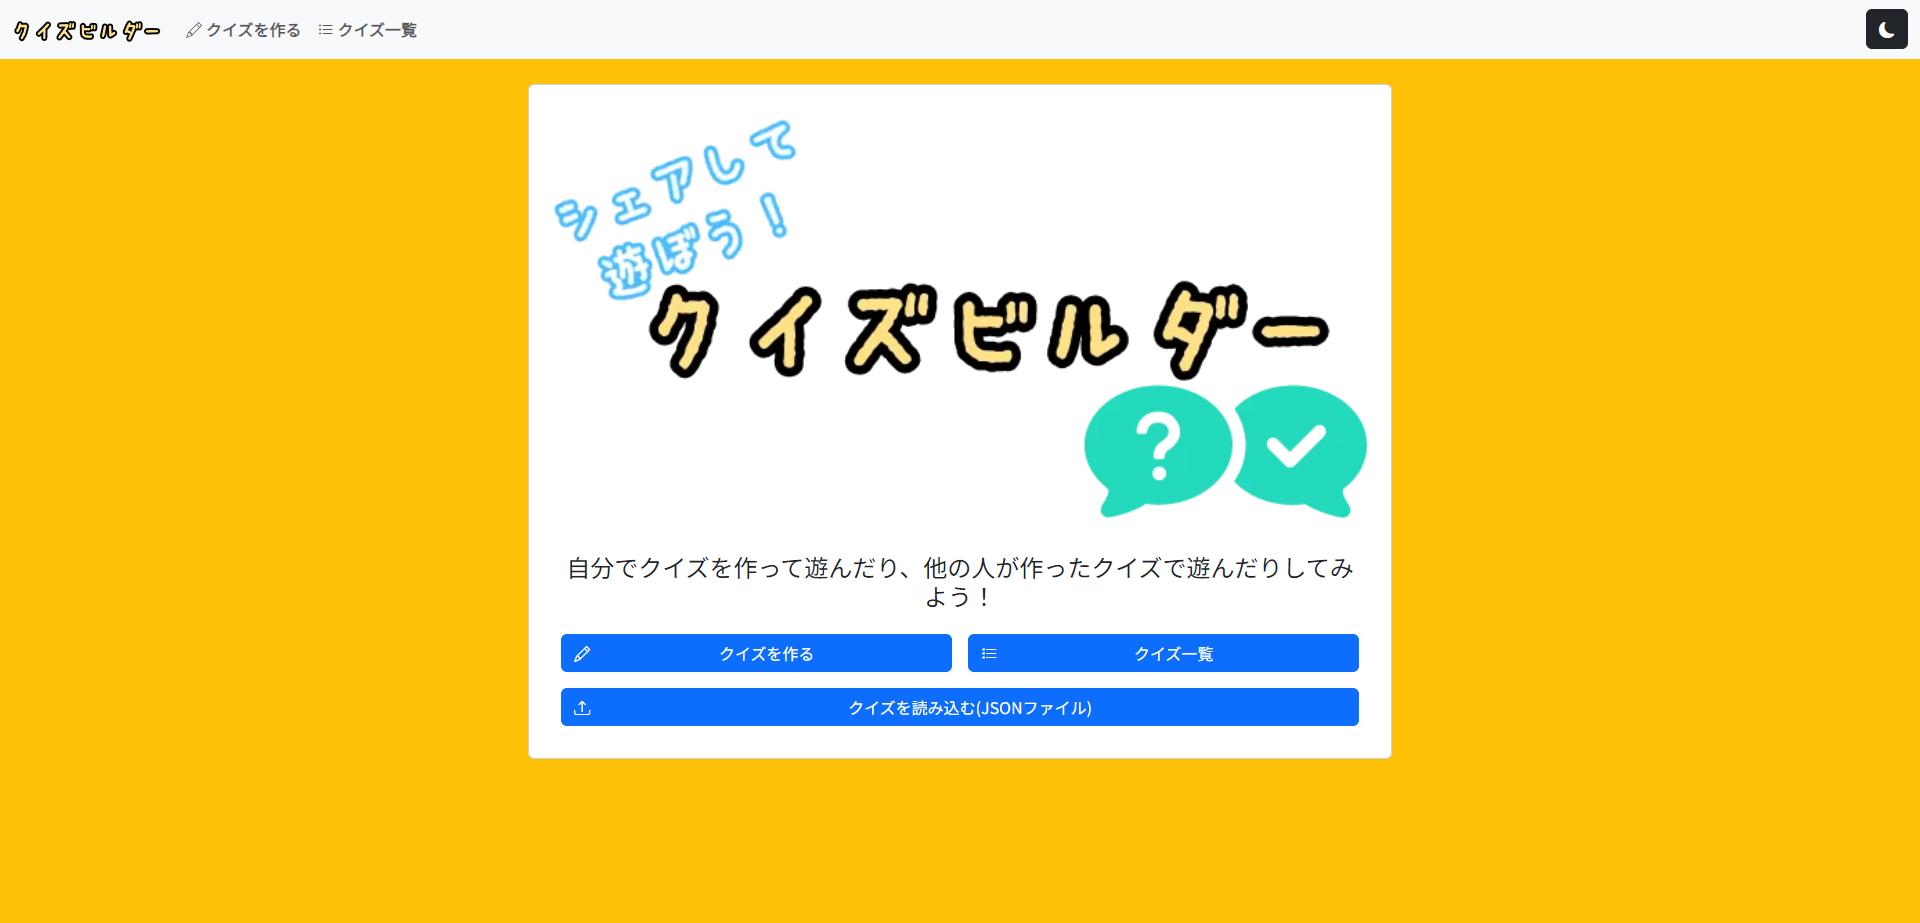 クイズビルダー クイズを作る クイズ一覧
シェアして
遊ぼう！
クイズビルダー
?
自分でクイズを作って遊んだり、他の人が作ったクイズで遊んだりしてみ
よう！
クイズを作る クイズ一覧
クイズを読み込む(JSONファイル)